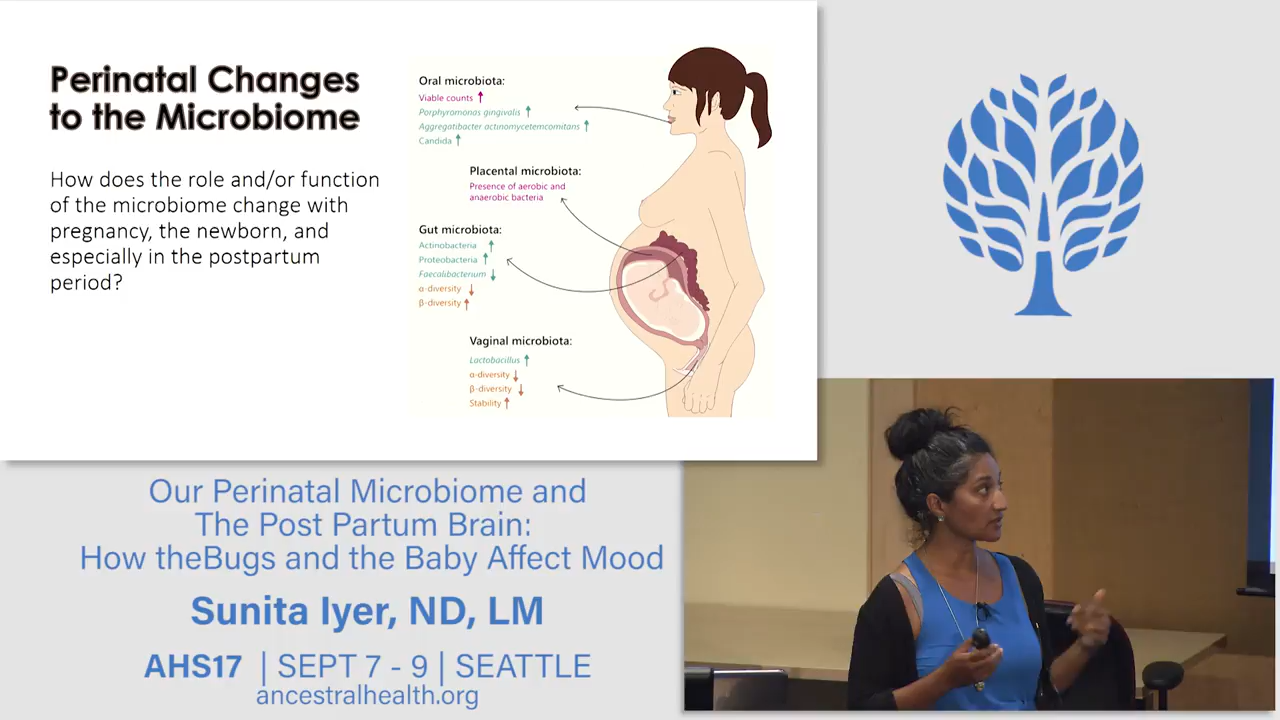 Perinatal Changes
to the Microbiome
How does the role and/or function
of the microbiome change with
pregnancy, the newborn, and
especially in the postpartum
period?
Oral microbiota:
Viable counts ↑
Porphyromonas gingivalis ↑
Aggregatibacter actinomycetemcomitans ↑
Candida ↑
Placental microbiota:
Presence of aerobic and
anaerobic bacteria
Gut microbiota:
Actinobacteria ↑
Proteobacteria ↑
Faecalibacterium ↓
α-diversity ↓
β-diversity ↑
Vaginal microbiota:
Lactobacillus ↑
α-diversity ↓
β-diversity ↓
Stability ↑
Our Perinatal Microbiome and
The Post Partum Brain:
How theBugs and the Baby Affect Mood
Sunita Iyer, ND, LM
AHS17 | SEPT 7 - 9 | SEATTLE
ancestralhealth.org